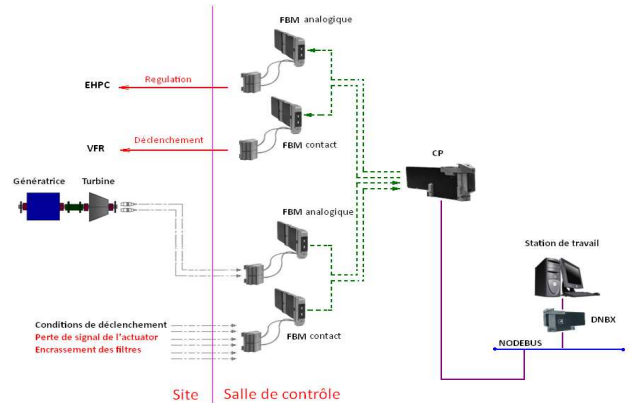 FBM analogique
EHPC
Regulation
FBM contact
VFR
Déclenchement
CP
Génératrice
Turbine
FBM analogique
Station de travail
DNBX
Conditions de déclenchement
Perte de signal de l'actuator
Encrassement des filtres
FBM contact
NODEBUS
Site
Salle de contrôle